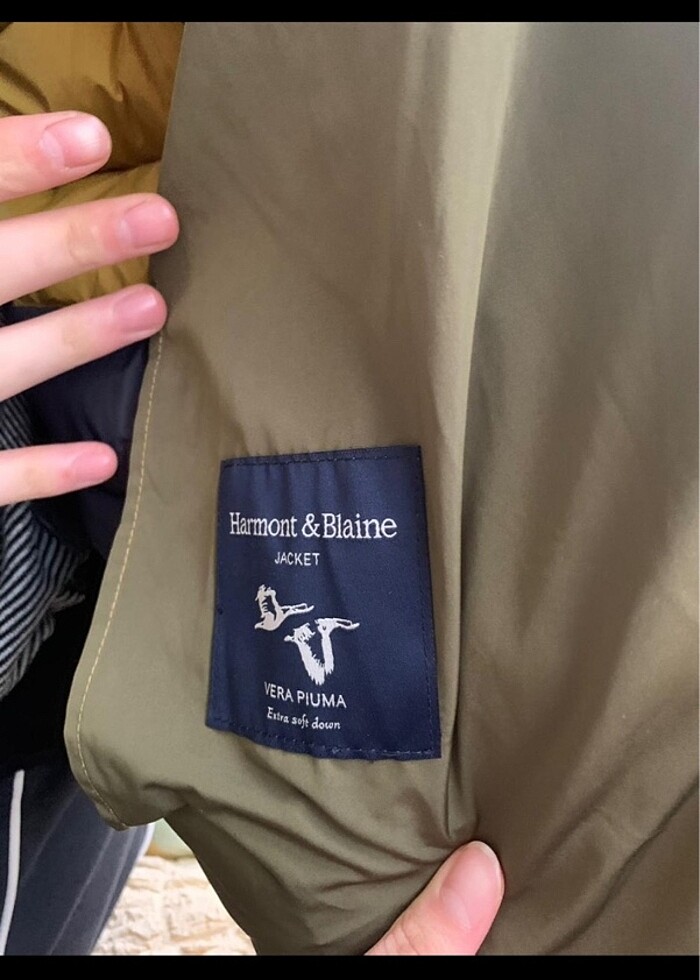 Harmont & Blaine
JACKET
VERA PIUMA
Extra soft down